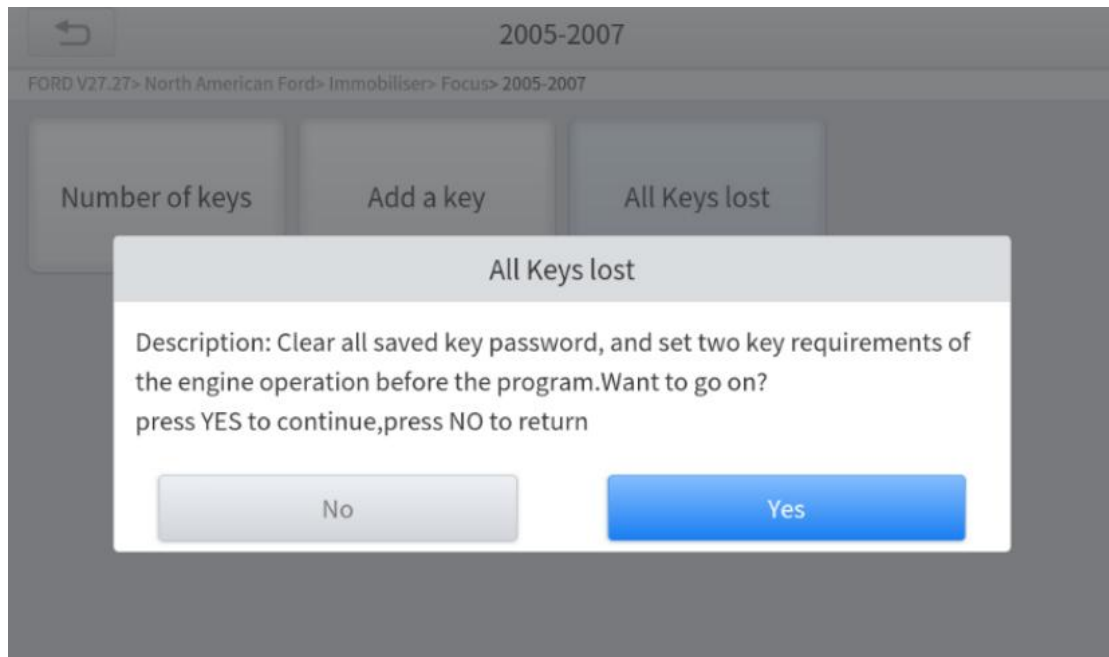 2005-2007
FORD V27.27> North American Ford> Immobiliser> Focus> 2005-2007
Number of keys
Add a key
All Keys lost
All Keys lost
Description: Clear all saved key password, and set two key requirements of
the engine operation before the program.Want to go on?
press YES to continue,press NO to return
No
Yes